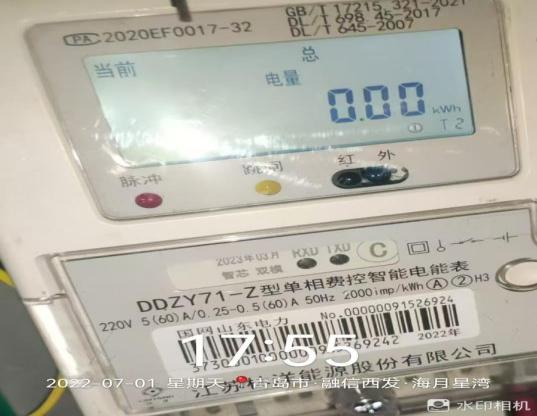 PA 2020EF0017-32
GB/T 17215.321-2021
DL/T 698.45-2017
DL/T 645-2007
当前 总
电量
0.00 kWh
① T2
脉冲 跳闸 红外
2023年03月 RXD TXD C
智芯 双模
DDZY71-Z型单相费控智能电能表
220V 5(60)A/0.25-0.5(60)A 50Hz 2000imp/kWh Ⓐ ② H3
国网山东电力 No.00000091526924
2022年
17:55
江苏 能源股份有限公司
2022-07-01 星期天 青岛市·融信西发·海月星湾
水印相机